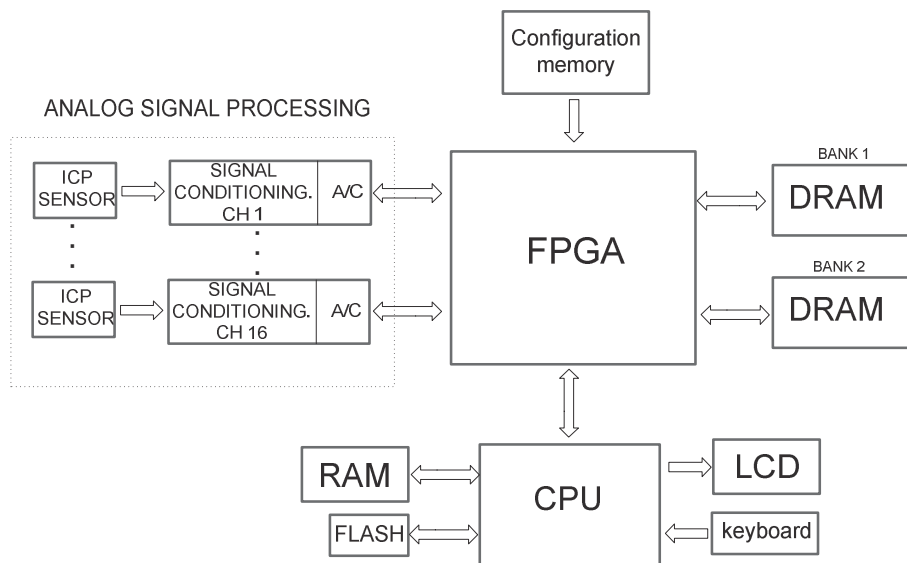 Configuration
memory
ANALOG SIGNAL PROCESSING
ICP
SENSOR
SIGNAL
CONDITIONING.
CH 1
A/C
ICP
SENSOR
SIGNAL
CONDITIONING.
CH 16
A/C
FPGA
BANK 1
DRAM
BANK 2
DRAM
RAM
FLASH
CPU
LCD
keyboard